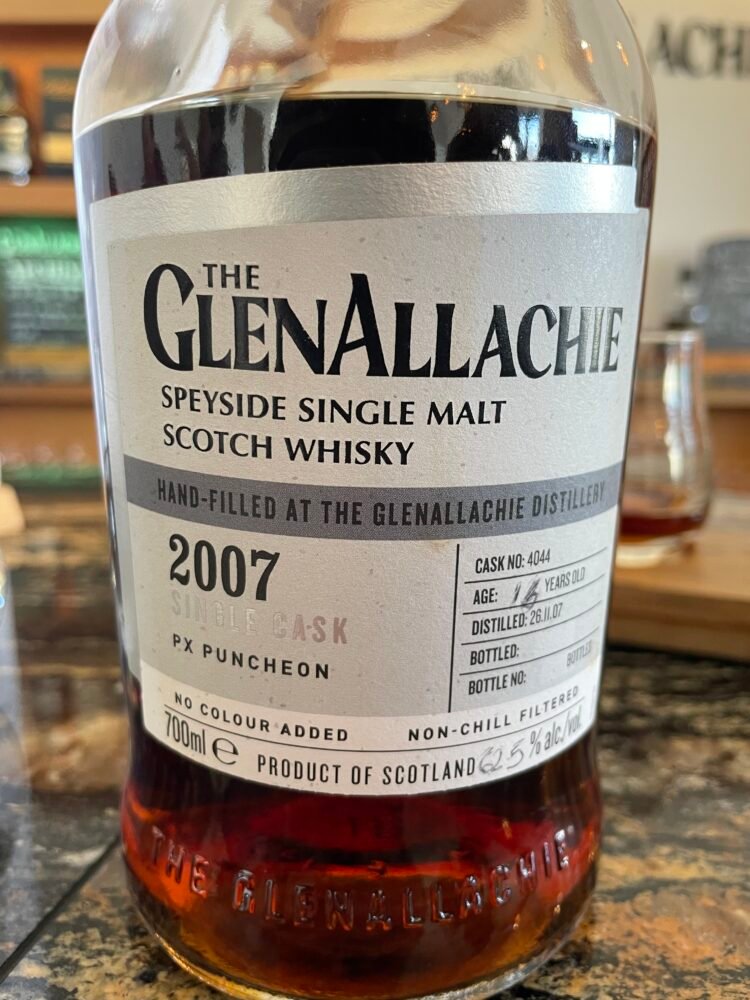 ACH
THE
GLENALLACHIE
SPEYSIDE SINGLE MALT
SCOTCH WHISKY
HAND-FILLED AT THE GLENALLACHIE DISTILLERY
2007
SINGLE CASK
PX PUNCHEON
CASK NO: 4044
AGE: YEARS OLD
DISTILLED: 26.11.07
BOTTLED:
BOTTLE NO:
NO COLOUR ADDED NON-CHILL FILTERED
700ml e PRODUCT OF SCOTLAND 62.5 % alc./vol.
THE GLENALLACHIE